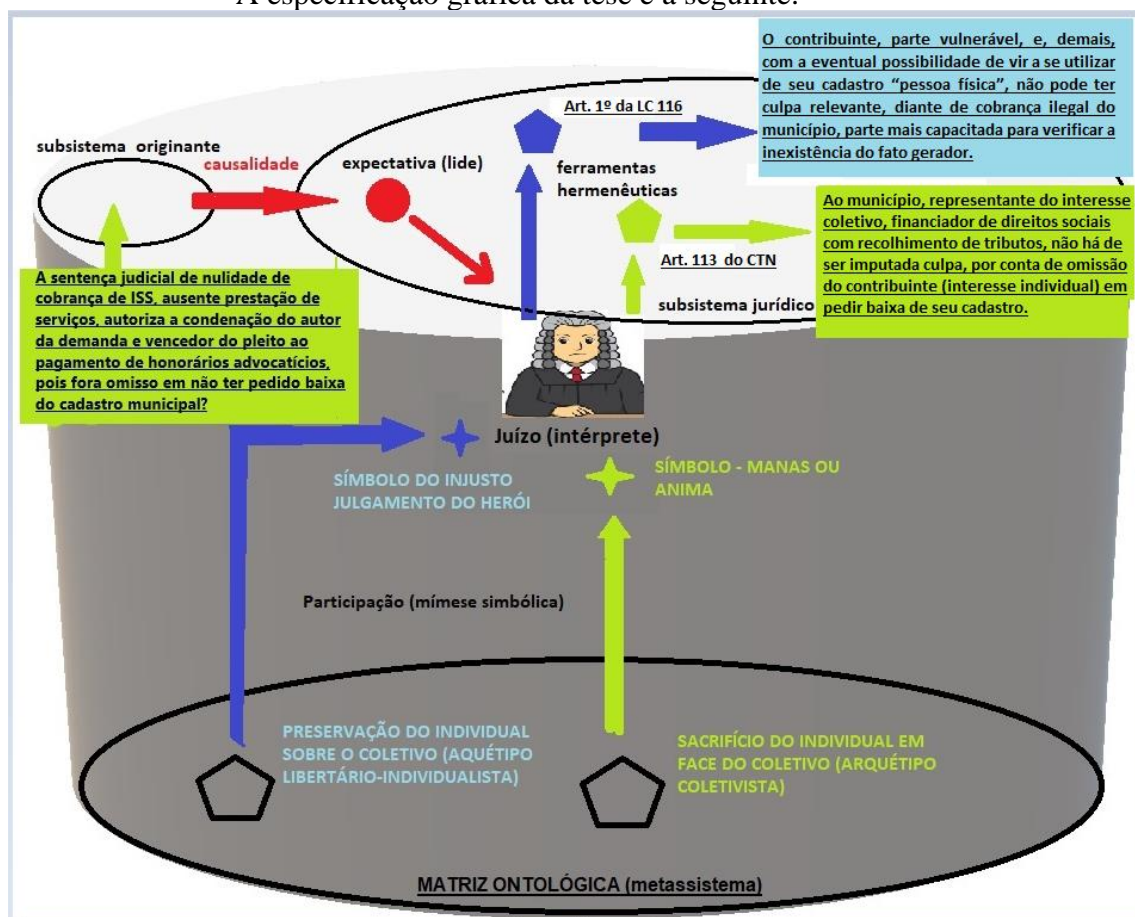 A especificação gráfica da tese é a seguinte:
O contribuinte, parte vulnerável, e, demais,
com a eventual possibilidade de vir a se utilizar
de seu cadastro “pessoa física”, não pode ter
culpa relevante, diante de cobrança ilegal do
município, parte mais capacitada para verificar a
inexistência do fato gerador.
Art. 1º da LC 116
subsistema originante
causalidade
expectativa (lide)
ferramentas
hermenêuticas
Ao município, representante do interesse
coletivo, financiador de direitos sociais
com recolhimento de tributos, não há de
ser imputada culpa, por conta de omissão
do contribuinte (interesse individual) em
pedir baixa de seu cadastro.
Art. 113 do CTN
subsistema jurídico
A sentença judicial de nulidade de
cobrança de ISS, ausente prestação de
serviços, autoriza a condenação do autor
da demanda e vencedor do pleito ao
pagamento de honorários advocatícios,
pois fora omisso em não ter pedido baixa
do cadastro municipal?
Juízo (intérprete)
SÍMBOLO DO INJUSTO
JULGAMENTO DO HERÓI
SÍMBOLO - MANAS OU
ANIMA
Participação (mímese simbólica)
PRESERVAÇÃO DO INDIVIDUAL
SOBRE O COLETIVO (AQUÉTIPO
LIBERTÁRIO-INDIVIDUALISTA)
SACRIFÍCIO DO INDIVIDUAL EM
FACE DO COLETIVO (ARQUÉTIPO
COLETIVISTA)
MATRIZ ONTOLÓGICA (metassistema)